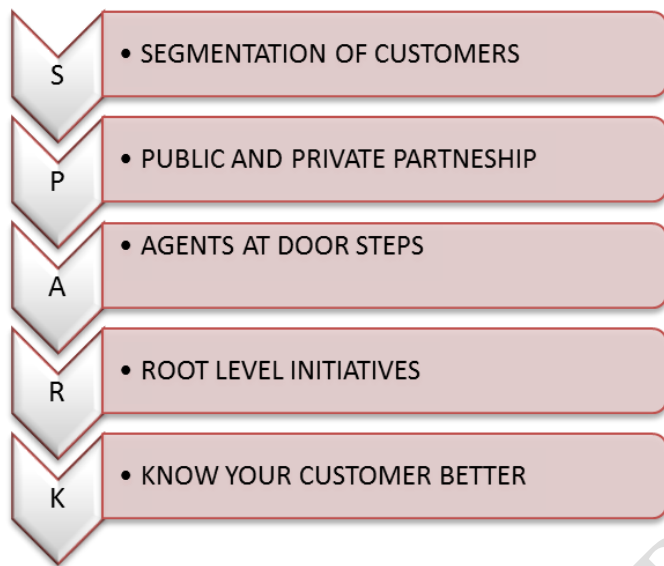 S
• SEGMENTATION OF CUSTOMERS
P
• PUBLIC AND PRIVATE PARTNESHIP
A
• AGENTS AT DOOR STEPS
R
• ROOT LEVEL INITIATIVES
K
• KNOW YOUR CUSTOMER BETTER